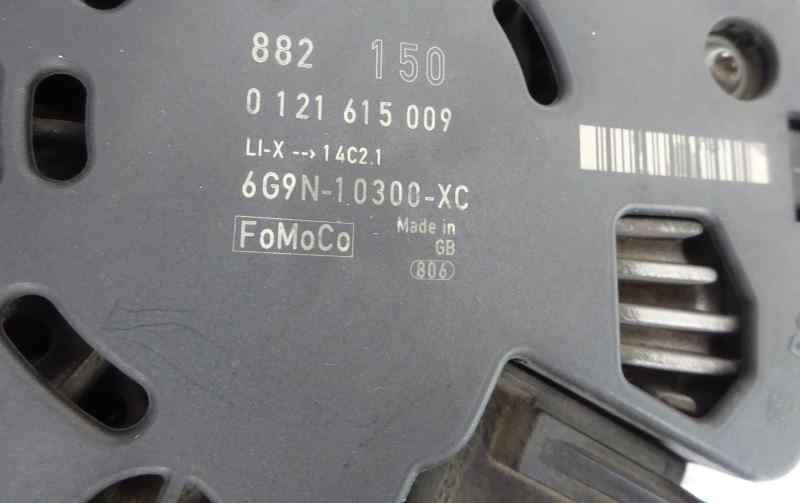 882 150
0 121 615 009
LI-X --> 14C2.1
6G9N-10300-XC
FoMoCo
Made in
GB
806